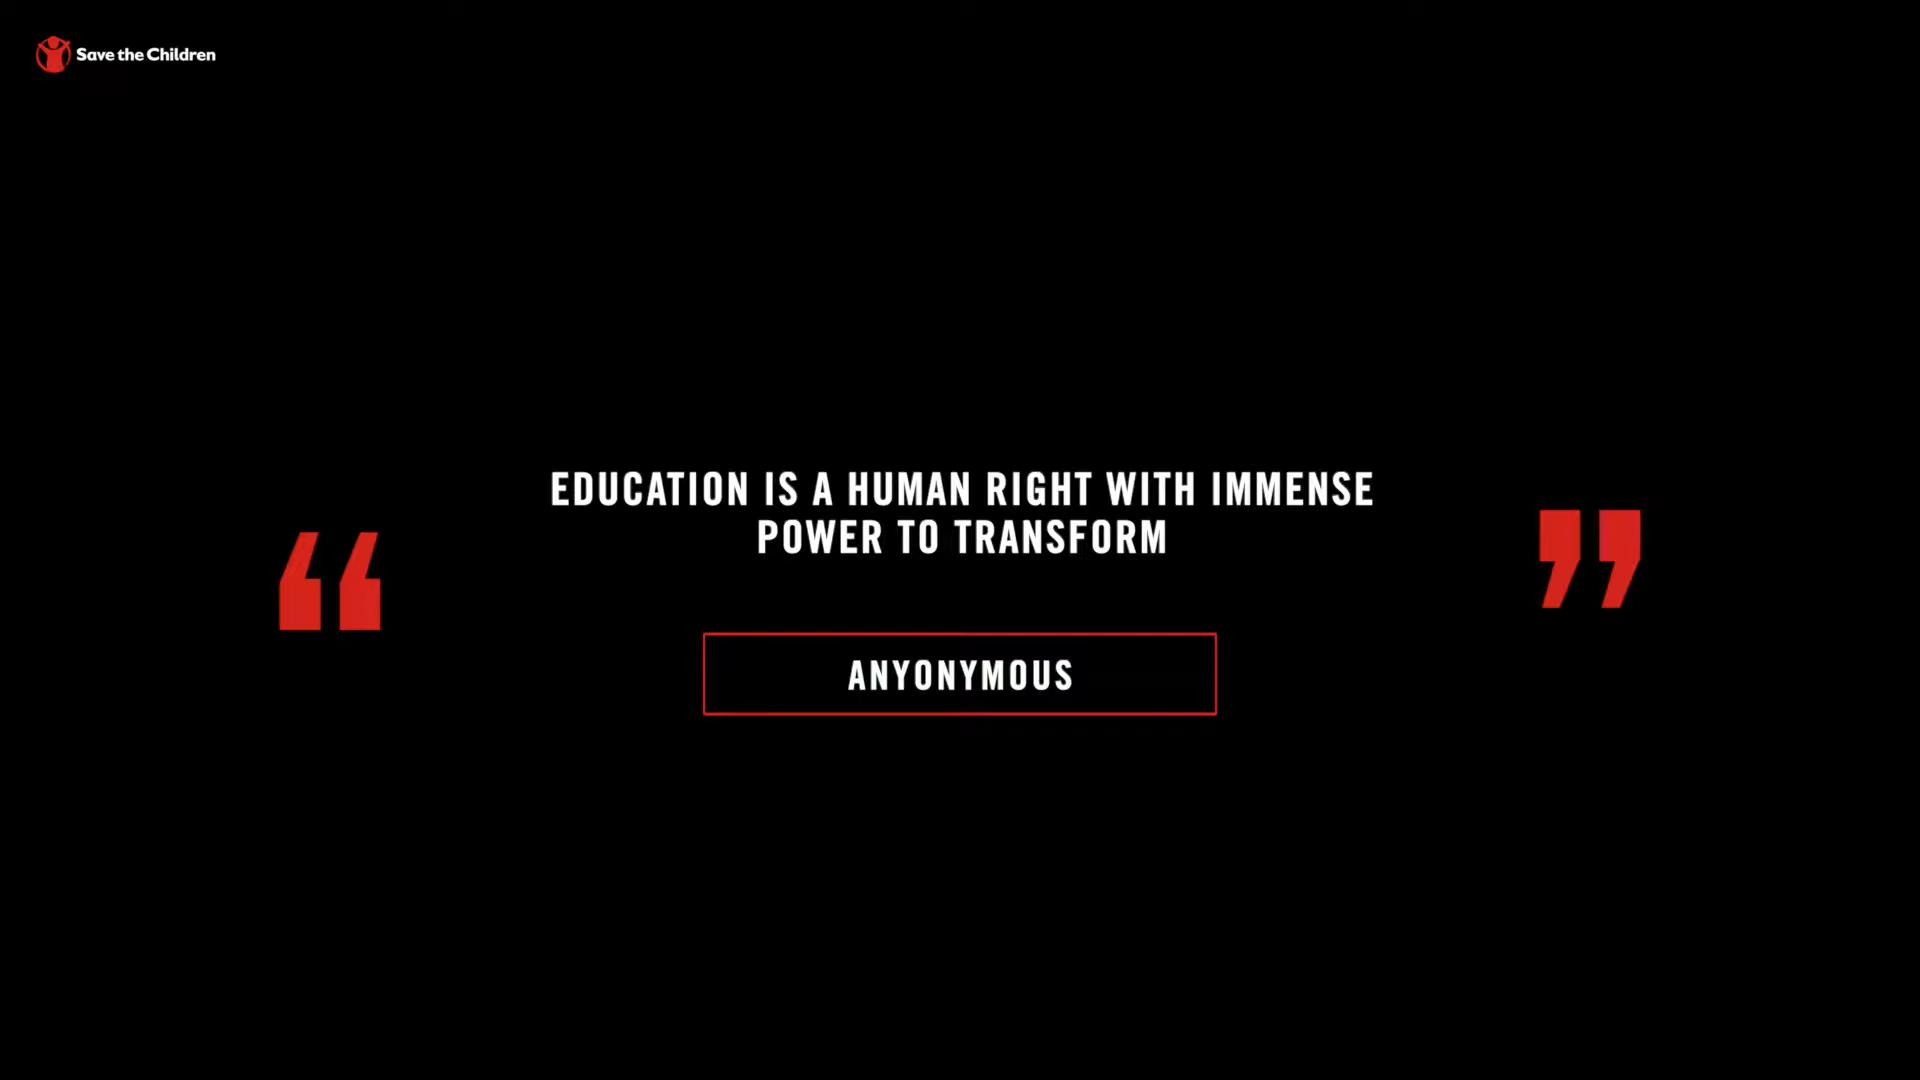 Save the Children
EDUCATION IS A HUMAN RIGHT WITH IMMENSE
POWER TO TRANSFORM
ANYONYMOUS